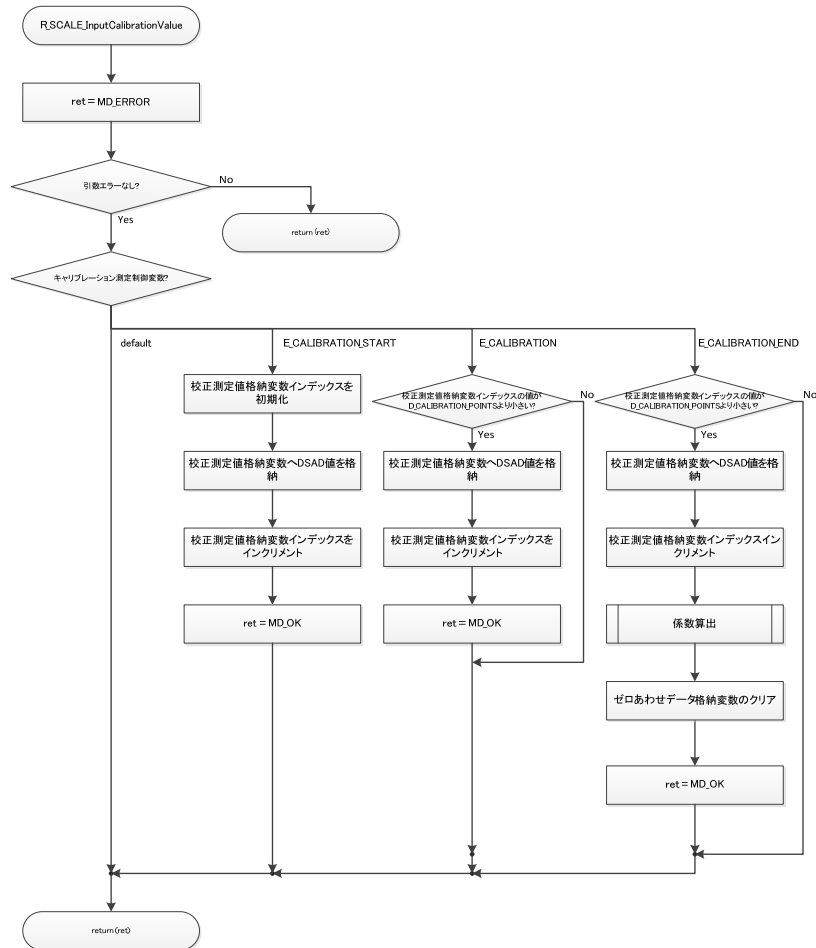 R_SCALE_InputCalibrationValue
ret = MD_ERROR
引数エラーなし?
No
Yes
return (ret)
キャリブレーション測定制御変数?
default
E_CALIBRATION_START
E_CALIBRATION
E_CALIBRATION_END
校正測定値格納変数インデックスを
初期化
校正測定値格納変数へDSAD値を格
納
校正測定値格納変数インデックスを
インクリメント
ret = MD_OK
校正測定値格納変数インデックスの値が
D_CALIBRATION_POINTSより小さい?
No
Yes
校正測定値格納変数へDSAD値を格
納
校正測定値格納変数インデックスを
インクリメント
ret = MD_OK
校正測定値格納変数インデックスの値が
D_CALIBRATION_POINTSより小さい?
No
Yes
校正測定値格納変数へDSAD値を格
納
校正測定値格納変数インデックスイン
クリメント
係数算出
ゼロあわせデータ格納変数のクリア
ret = MD_OK
return (ret)